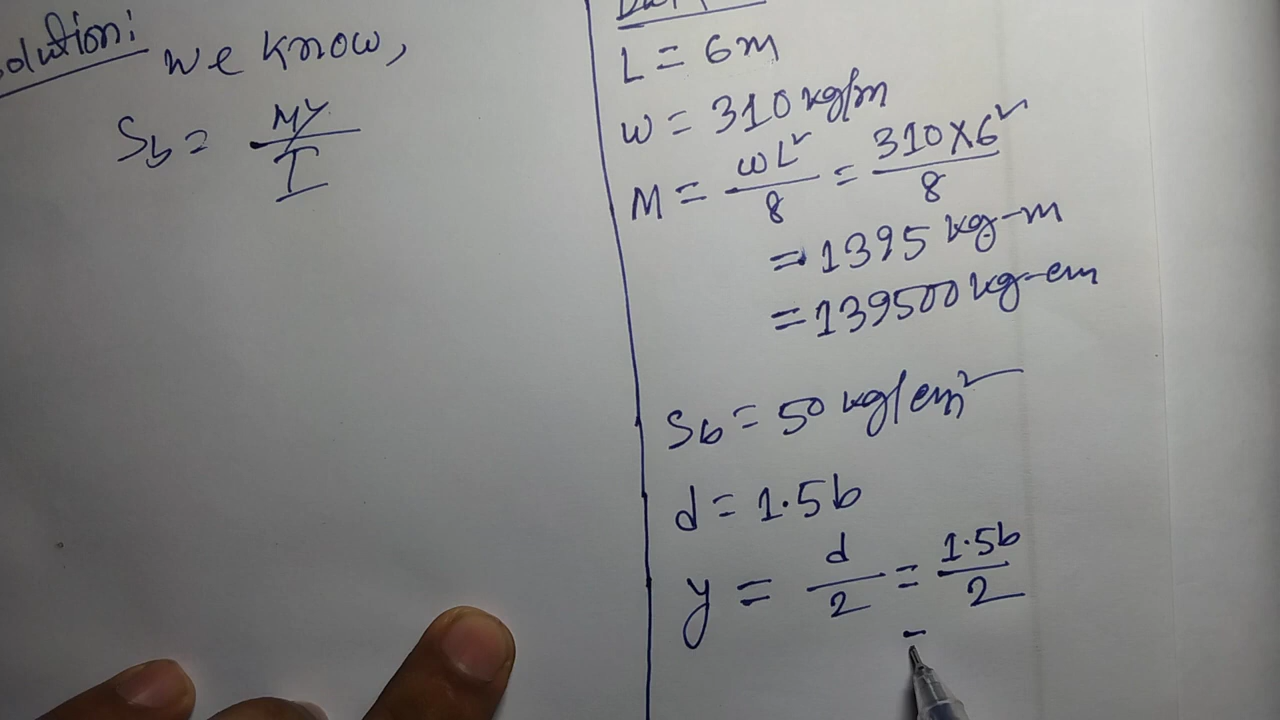 solution: we know,
Sb = My/I
L = 6m
w = 310 kg/m
M = wL²/8 = 310×6²/8
= 1395 kg-m
= 139500 kg-cm
Sb = 50 kg/cm²
d = 1.5b
y = d/2 = 1.5b/2